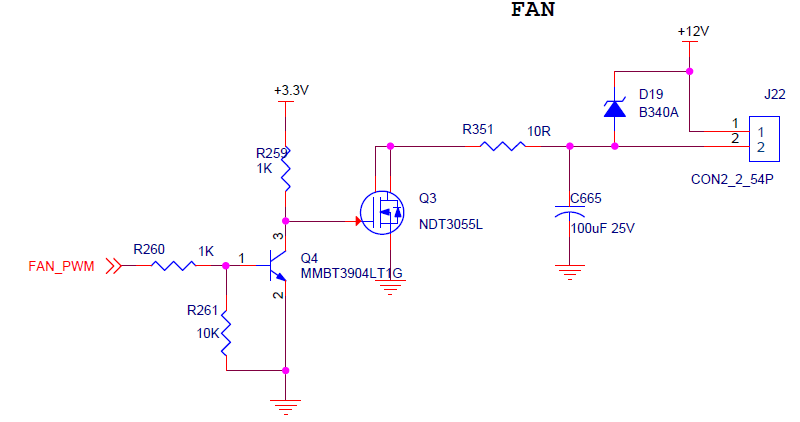 FAN
+12V
+3.3V
D19
B340A
J22
R351
10R
1
2
1
2
R259
1K
CON2_2_54P
Q3
NDT3055L
C665
100uF 25V
3
R260
1K
1
Q4
MMBT3904LT1G
FAN_PWM
2
R261
10K